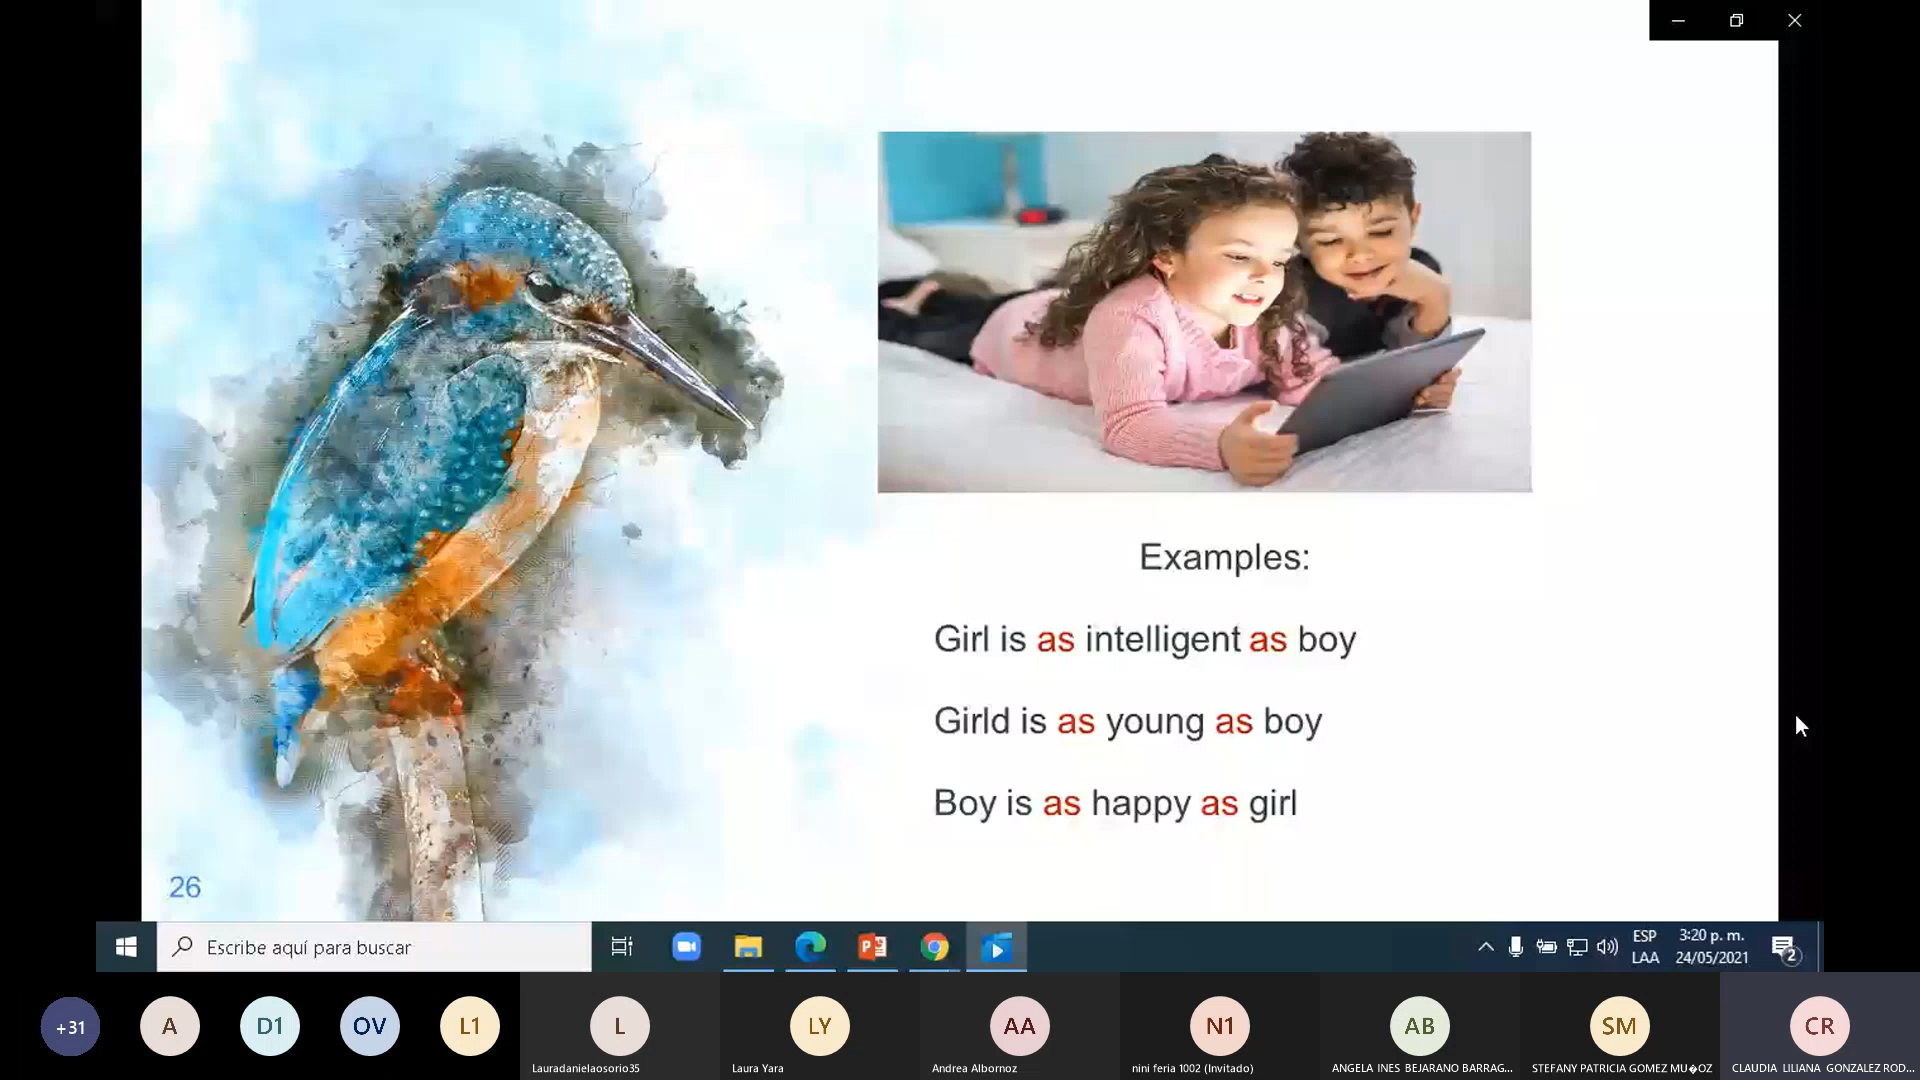 Examples:
Girl is as intelligent as boy
Girld is as young as boy
Boy is as happy as girl
26
Escribe aquí para buscar
ESP
LAA
3:20 p. m.
24/05/2021
2
+31
A
D1
OV
L1
L
LY
AA
N1
AB
SM
CR
Lauradanielaosorio35
Laura Yara
Andrea Albornoz
nini feria 1002 (Invitado)
ANGELA INES BEJARANO BARRAG...
STEFANY PATRICIA GOMEZ MU�OZ
CLAUDIA LILIANA GONZALEZ ROD...